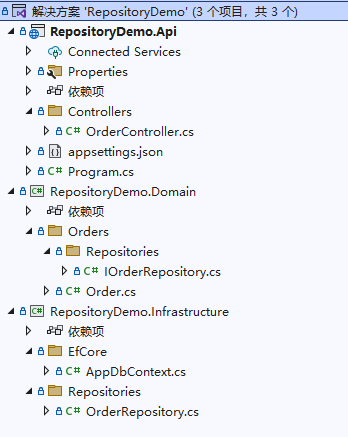 解决方案 'RepositoryDemo' (3 个项目，共 3 个)
RepositoryDemo.Api
Connected Services
Properties
依赖项
Controllers
C# OrderController.cs
appsettings.json
C# Program.cs
C# RepositoryDemo.Domain
依赖项
Orders
Repositories
C# IOrderRepository.cs
C# Order.cs
C# RepositoryDemo.Infrastructure
依赖项
EfCore
C# AppDbContext.cs
Repositories
C# OrderRepository.cs